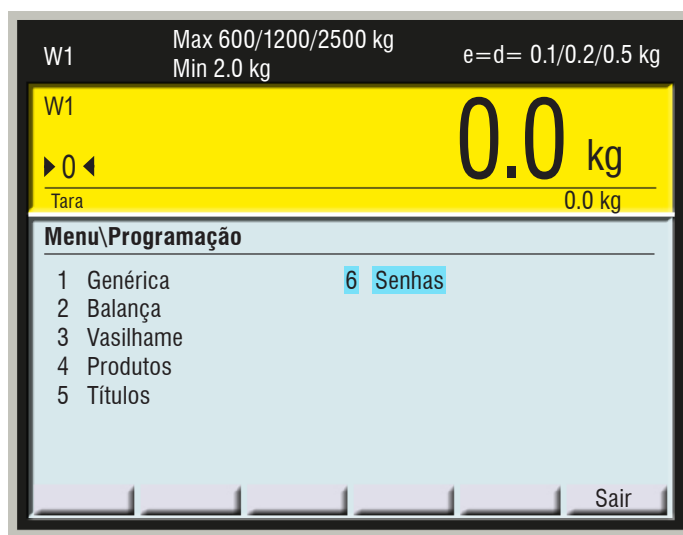 W1 Max 600/1200/2500 kg e=d= 0.1/0.2/0.5 kg
Min 2.0 kg
W1
0.0 kg
▶0◀
Tara 0.0 kg
Menu\Programação
1 Genérica 6 Senhas
2 Balança
3 Vasilhame
4 Produtos
5 Títulos
Sair